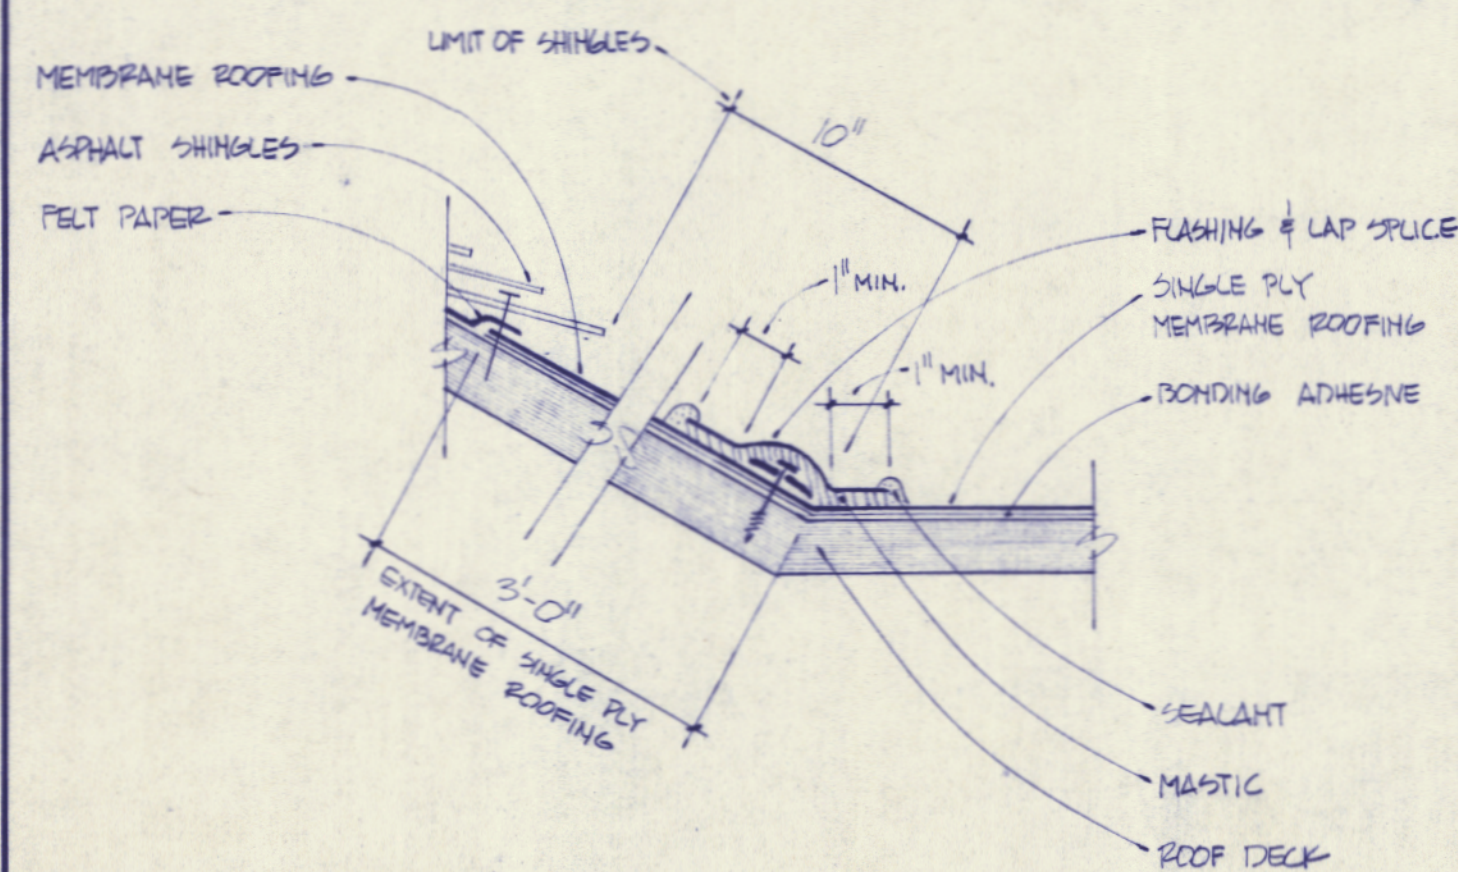 LIMIT OF SHINGLES
MEMBRANE ROOFING
ASPHALT SHINGLES
FELT PAPER
10"
FLASHING & LAP SPLICE
1" MIN.
SINGLE PLY
MEMBRANE ROOFING
1" MIN.
BONDING ADHESIVE
3'-0"
EXTENT OF SINGLE PLY
MEMBRANE ROOFING
SEALANT
MASTIC
ROOF DECK